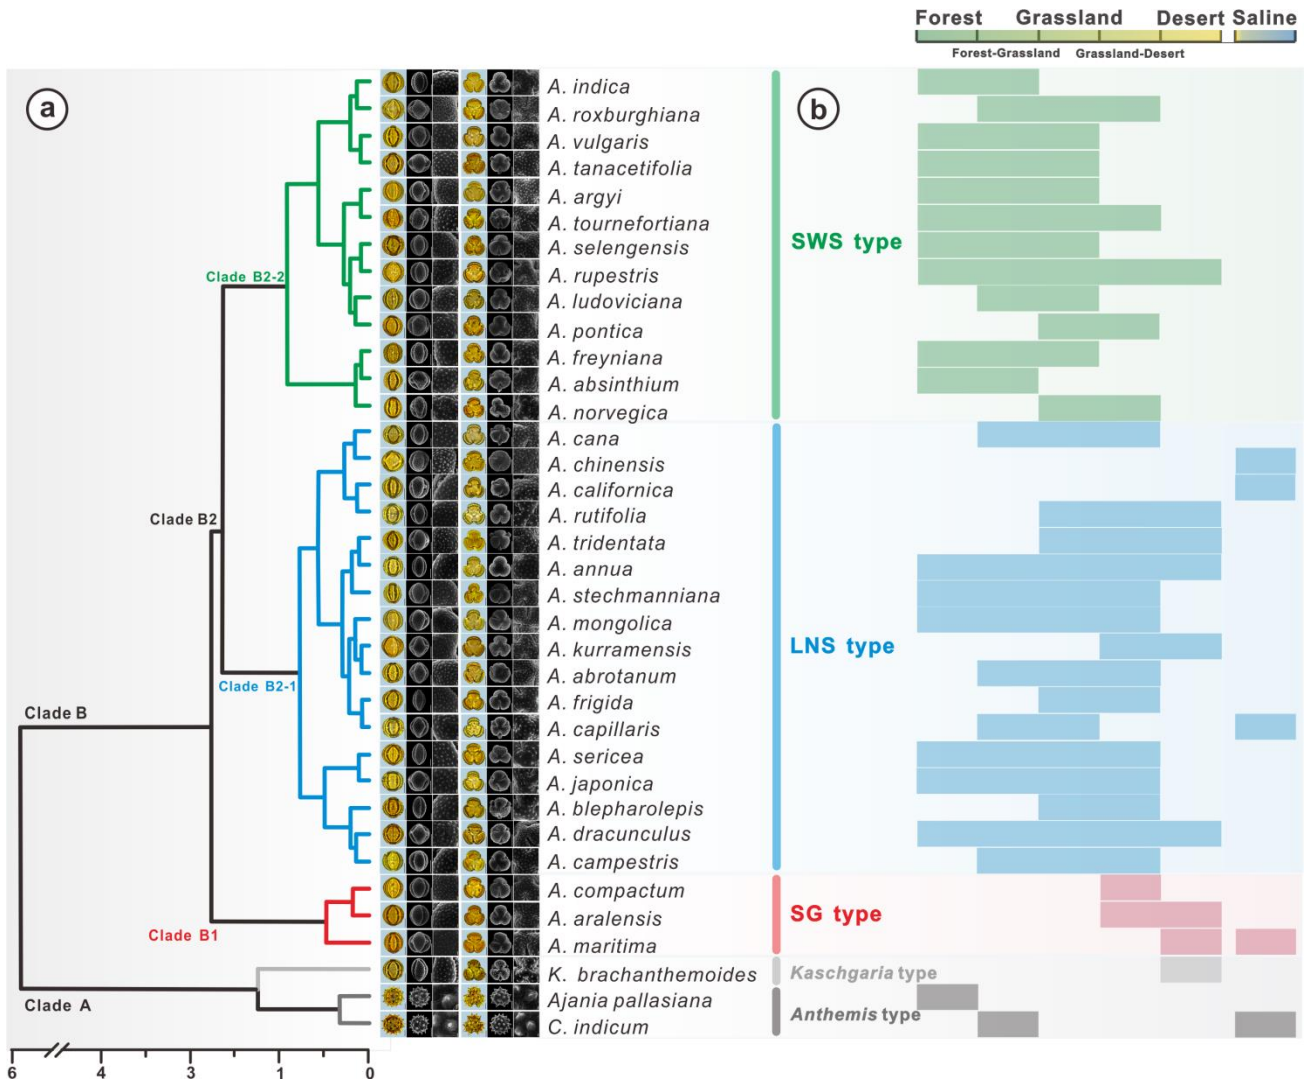 Forest Grassland Desert Saline
Forest-Grassland Grassland-Desert
a
b
A. indica
A. roxburghiana
A. vulgaris
A. tanacetifolia
A. argyi
A. tournefortiana
A. selengensis
A. rupestris
A. ludoviciana
A. pontica
A. freyniana
A. absinthium
A. norvegica
A. cana
A. chinensis
A. californica
A. rutifolia
A. tridentata
A. annua
A. stechmanniana
A. mongolica
A. kurramensis
A. abrotanum
A. frigida
A. capillaris
A. sericea
A. japonica
A. blepharolepis
A. dracunculus
A. campestris
A. compactum
A. aralensis
A. maritima
K. brachanthemoides
Ajania pallasiana
C. indicum
Clade B2-2
Clade B2
Clade B2-1
Clade B
Clade B1
Clade A
SWS type
LNS type
SG type
Kaschgaria type
Anthemis type
6 4 3 1 0